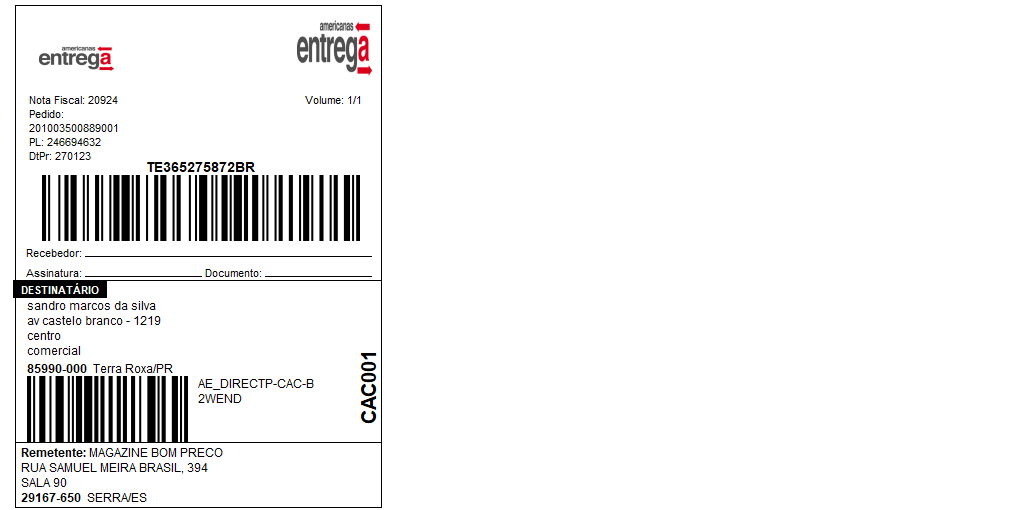 americanas
entrega
americanas
entrega
Nota Fiscal: 20924
Volume: 1/1
Pedido:
201003500889001
PL: 246694632
DtPr: 270123
TE365275872BR
Recebedor:
Assinatura: Documento:
DESTINATÁRIO
sandro marcos da silva
av castelo branco - 1219
centro
comercial
85990-000 Terra Roxa/PR
AE_DIRECTP-CAC-B
2WEND
CAC001
Remetente: MAGAZINE BOM PRECO
RUA SAMUEL MEIRA BRASIL, 394
SALA 90
29167-650 SERRA/ES